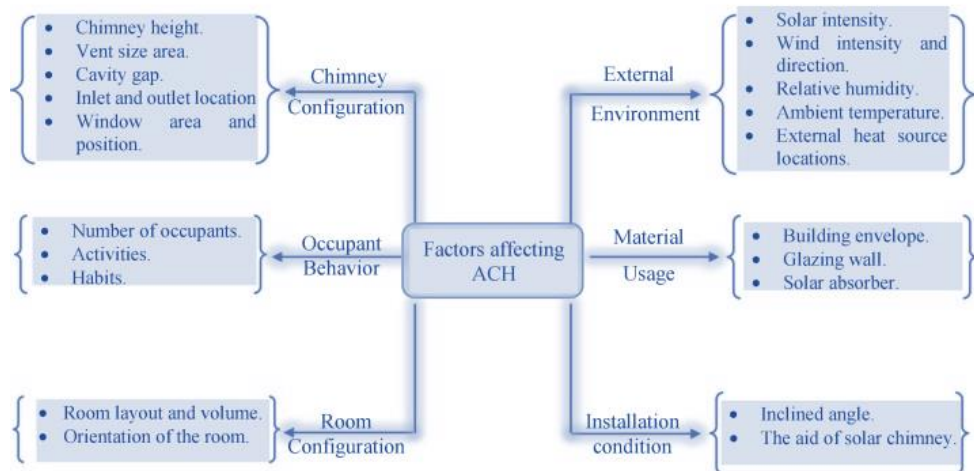 • Chimney height.
• Vent size area.
• Cavity gap.
• Inlet and outlet location
• Window area and
position.
Chimney
Configuration
External
Environment
• Solar intensity.
• Wind intensity and
direction.
• Relative humidity.
• Ambient temperature.
• External heat source
locations.
• Number of occupants.
• Activities.
• Habits.
Occupant
Behavior
Factors affecting
ACH
Material
Usage
• Building envelope.
• Glazing wall.
• Solar absorber.
• Room layout and volume.
• Orientation of the room.
Room
Configuration
Installation
condition
• Inclined angle.
• The aid of solar chimney.